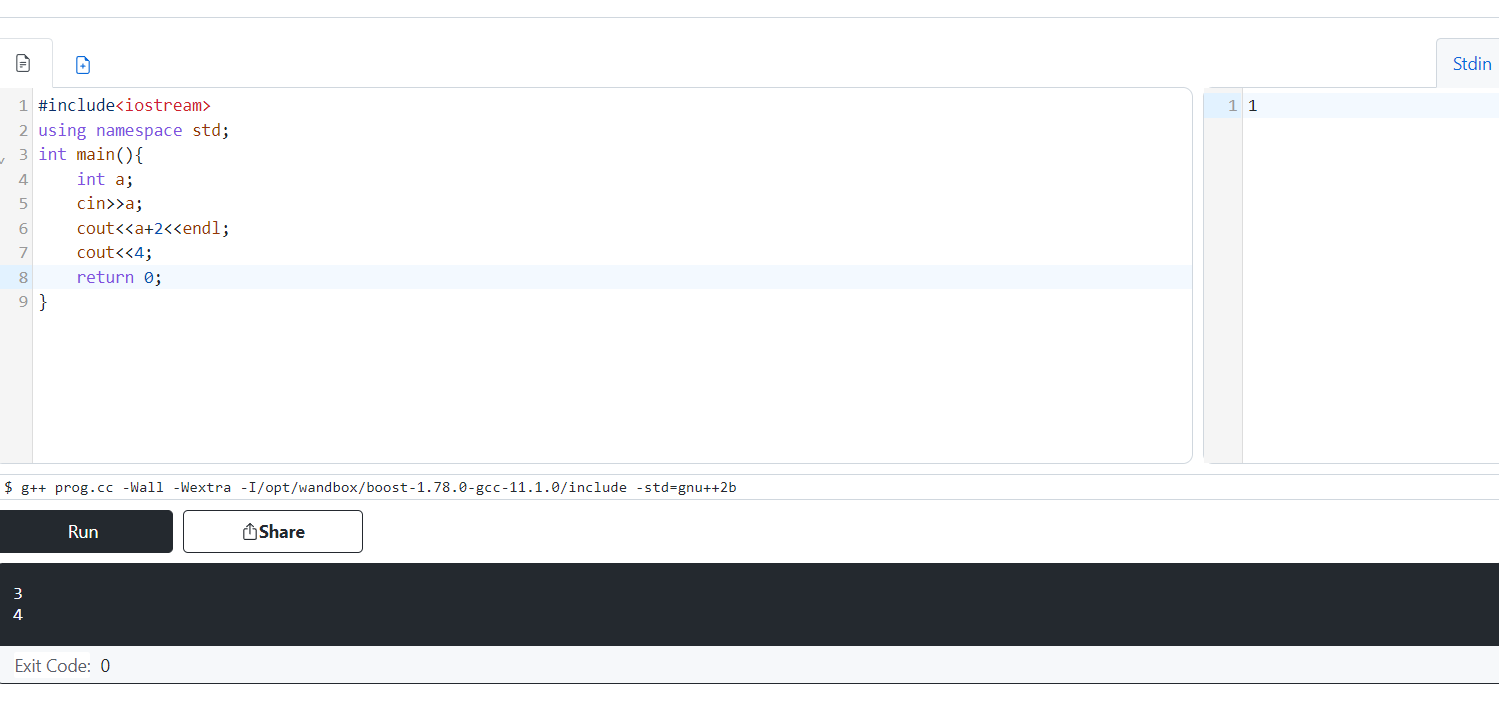 Stdin
1 #include<iostream>
2 using namespace std;
3 int main(){
4     int a;
5     cin>>a;
6     cout<<a+2<<endl;
7     cout<<4;
8     return 0;
9 }
1 1
$ g++ prog.cc -Wall -Wextra -I/opt/wandbox/boost-1.78.0-gcc-11.1.0/include -std=gnu++2b
Run Share
3
4
Exit Code: 0